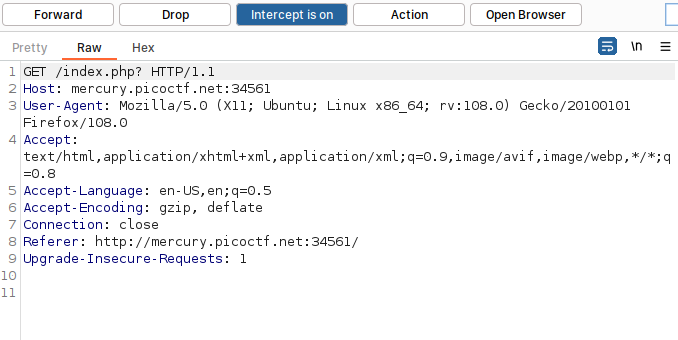 Forward Drop Intercept is on Action Open Browser
Pretty Raw Hex \n ≡
1 GET /index.php? HTTP/1.1
2 Host: mercury.picoctf.net:34561
3 User-Agent: Mozilla/5.0 (X11; Ubuntu; Linux x86_64; rv:108.0) Gecko/20100101
Firefox/108.0
4 Accept:
text/html,application/xhtml+xml,application/xml;q=0.9,image/avif,image/webp,*/*;q
=0.8
5 Accept-Language: en-US,en;q=0.5
6 Accept-Encoding: gzip, deflate
7 Connection: close
8 Referer: http://mercury.picoctf.net:34561/
9 Upgrade-Insecure-Requests: 1
10
11